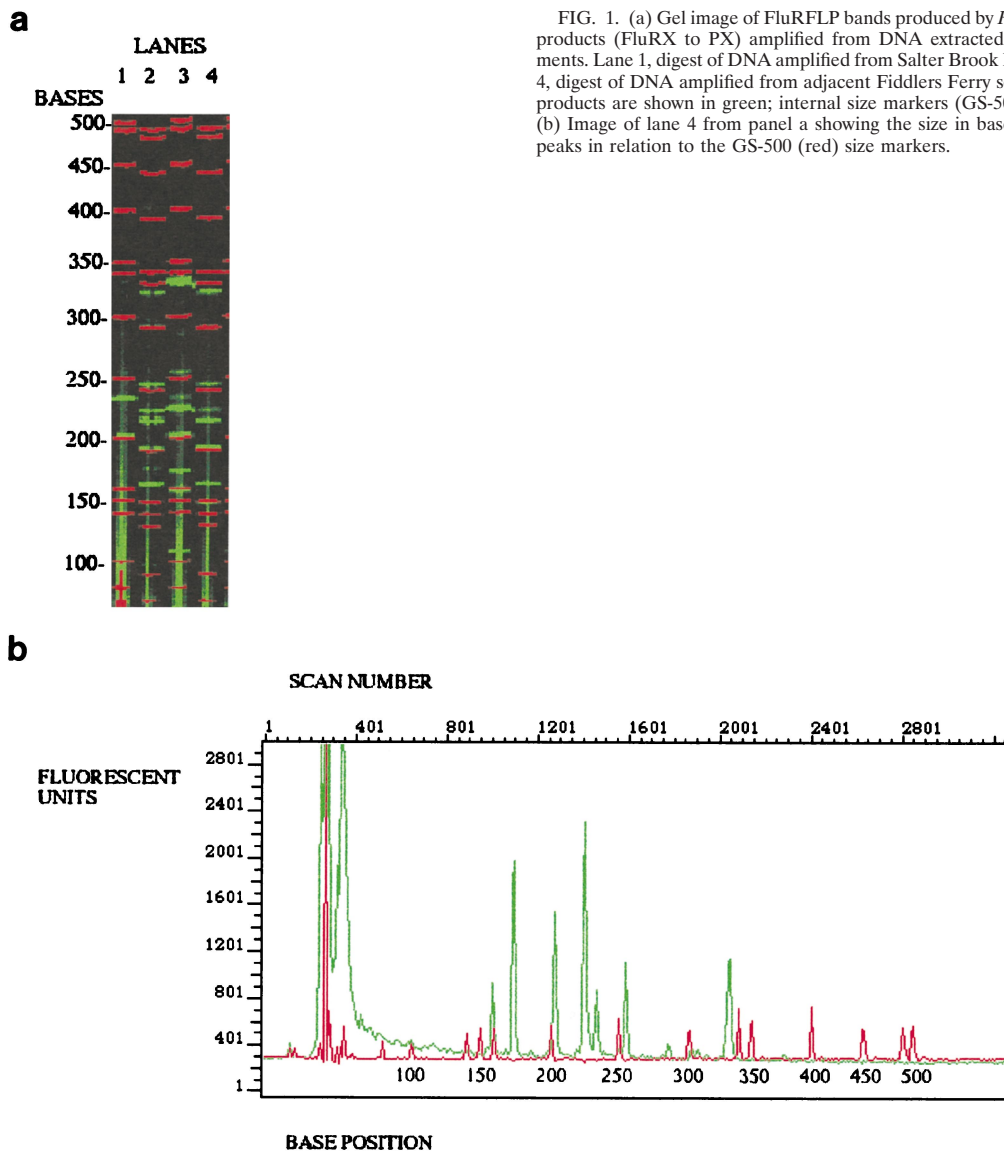 a
LANES
1 2 3 4
BASES
500-
450-
400-
350-
300-
250-
200-
150-
100-
FIG. 1. (a) Gel image of FluRFLP bands produced by
products (FluRX to PX) amplified from DNA extracted
ments. Lane 1, digest of DNA amplified from Salter Brook
4, digest of DNA amplified from adjacent Fiddlers Ferry
products are shown in green; internal size markers
(b) Image of lane 4 from panel a showing the size in
peaks in relation to the GS-500 (red) size markers.
b
SCAN NUMBER
1 401 801 1201 1601 2001 2401 2801
FLUORESCENT
UNITS
2801
2401
2001
1601
1201
801
401
1
100 150 200 250 300 350 400 450 500
BASE POSITION